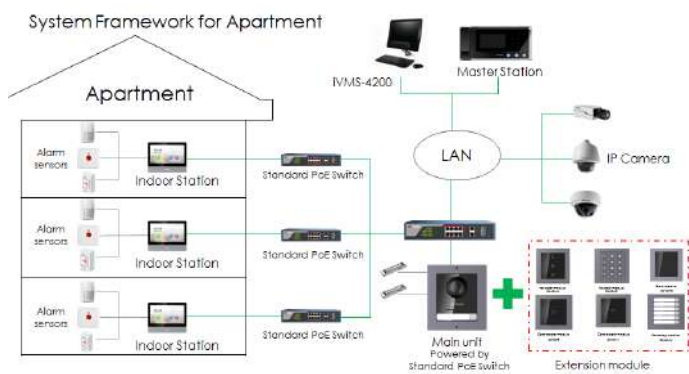 System Framework for Apartment
iVMS-4200
Master Station
Apartment
LAN
IP Camera
Alarm
sensors
Indoor Station
Standard PoE Switch
Alarm
sensors
Indoor Station
Standard PoE Switch
Alarm
sensors
Indoor Station
Standard PoE Switch
Main unit
Powered by
Standard PoE Switch
Extension module